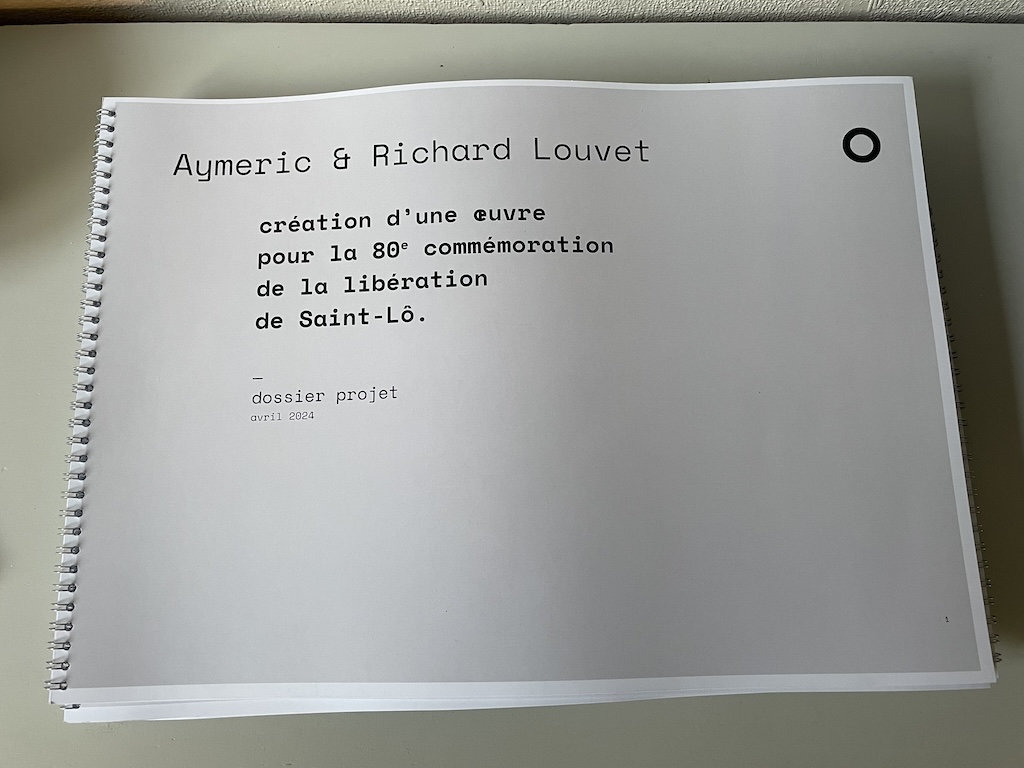 Aymeric & Richard Louvet
création d'une œuvre
pour la 80ᵉ commémoration
de la libération
de Saint-Lô.
—
dossier projet
avril 2024
1